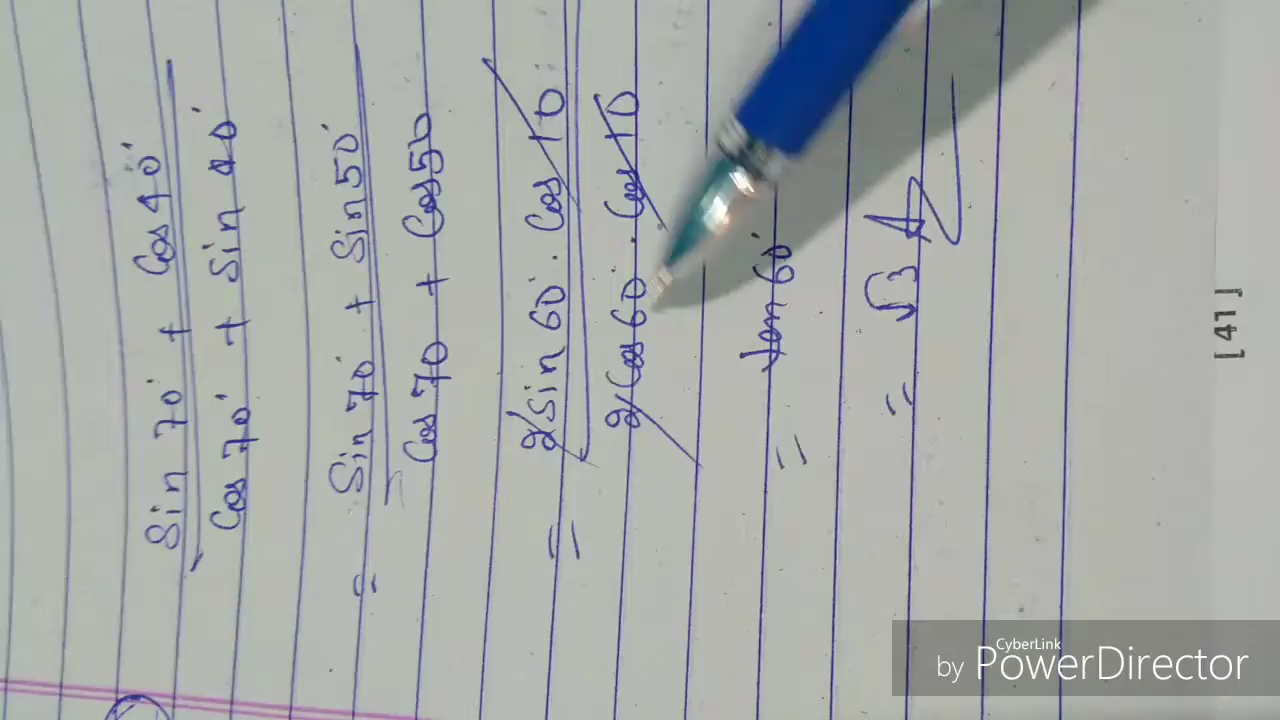 Sin 70° + Cos 40°
Cos 70° + Sin 40°
= Sin 70° + Sin 50°
Cos 70 + Cos 50
= 2 Sin 60° . Cos 10°
2 Cos 60 . Cos 10
= tan 60°
= √3
[41]
CyberLink
by PowerDirector